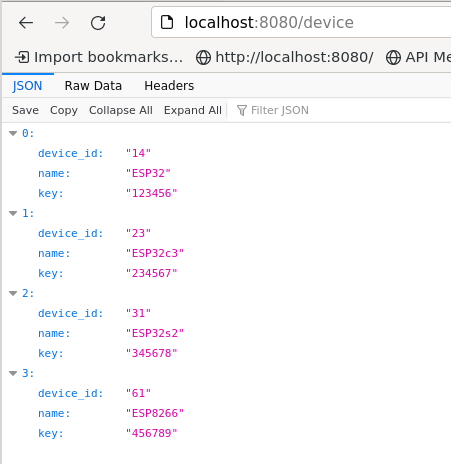 localhost:8080/device
Import bookmarks... http://localhost:8080/ API Me
JSON Raw Data Headers
Save Copy Collapse All Expand All Filter JSON
0:
device_id: "14"
name: "ESP32"
key: "123456"
1:
device_id: "23"
name: "ESP32c3"
key: "234567"
2:
device_id: "31"
name: "ESP32s2"
key: "345678"
3:
device_id: "61"
name: "ESP8266"
key: "456789"